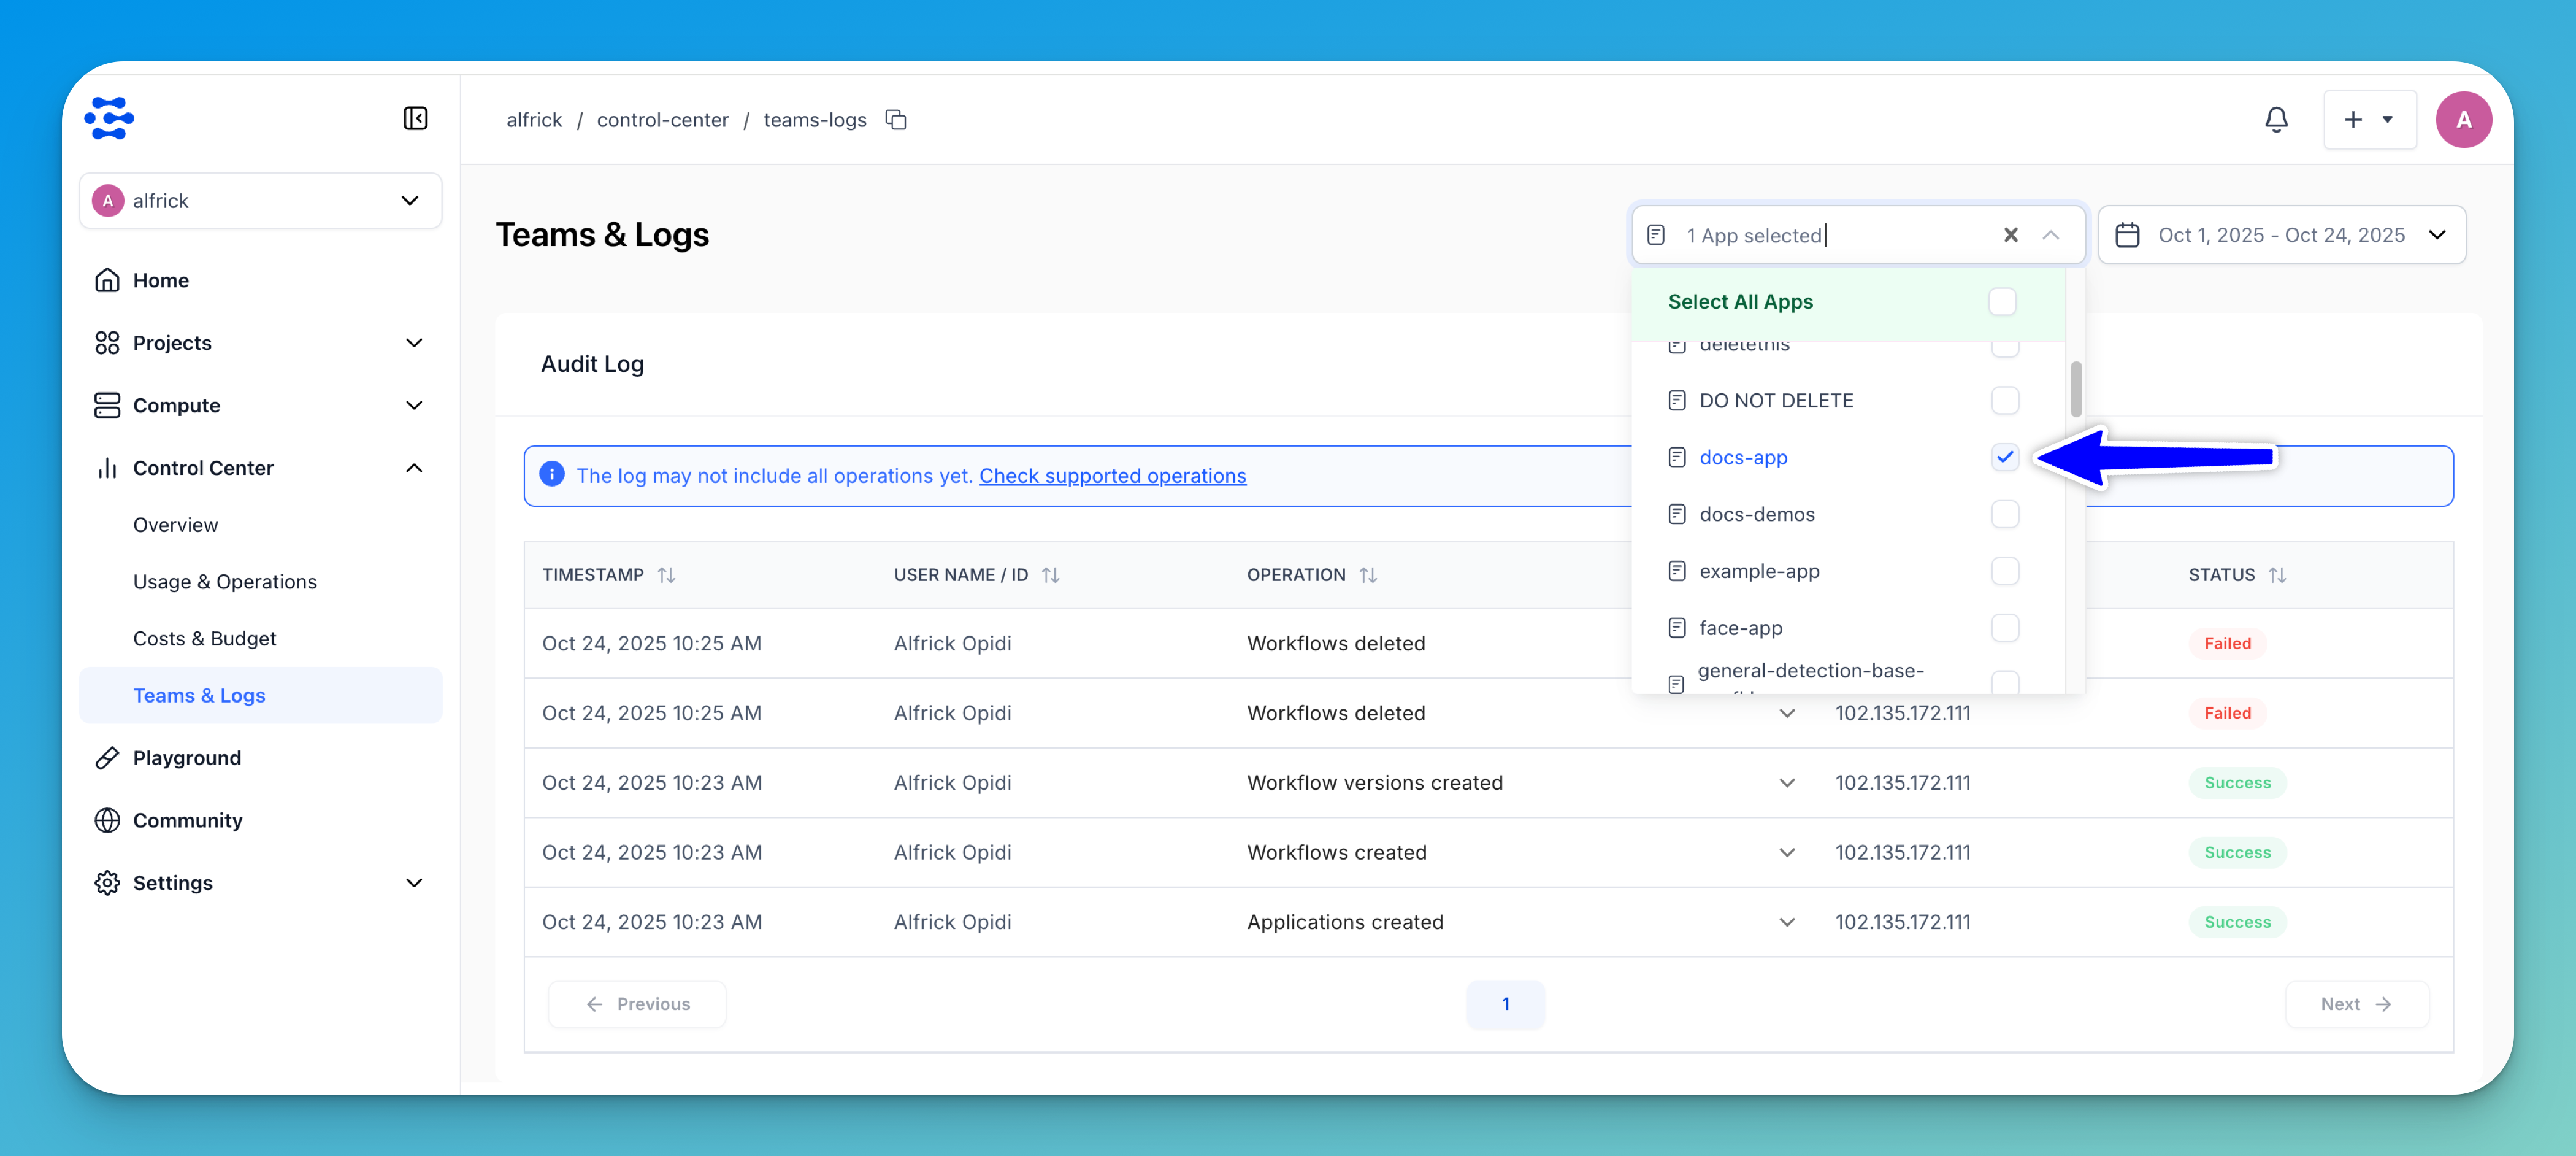 alfrick / control-center / teams-logs
A
A alfrick
Home
Projects
Compute
Control Center
Overview
Usage & Operations
Costs & Budget
Teams & Logs
Playground
Community
Settings
Teams & Logs
1 App selected
Oct 1, 2025 - Oct 24, 2025
Select All Apps
deletethis
DO NOT DELETE
docs-app
docs-demos
example-app
face-app
general-detection-base-
Audit Log
The log may not include all operations yet. Check supported operations
TIMESTAMP USER NAME / ID OPERATION STATUS
Oct 24, 2025 10:25 AM Alfrick Opidi Workflows deleted Failed
Oct 24, 2025 10:25 AM Alfrick Opidi Workflows deleted 102.135.172.111 Failed
Oct 24, 2025 10:23 AM Alfrick Opidi Workflow versions created 102.135.172.111 Success
Oct 24, 2025 10:23 AM Alfrick Opidi Workflows created 102.135.172.111 Success
Oct 24, 2025 10:23 AM Alfrick Opidi Applications created 102.135.172.111 Success
Previous 1 Next